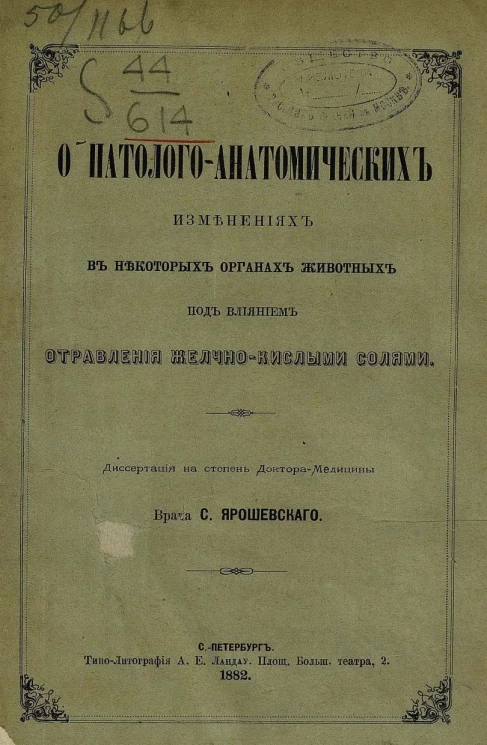 50/1166
44
614
О ПАТОЛОГО-АНАТОМИЧЕСКИХЪ
ИЗМѢНЕНІЯХЪ
ВЪ НѢКОТОРЫХЪ ОРГАНАХЪ ЖИВОТНЫХЪ
ПОДЪ ВЛІЯНІЕМЪ
ОТРАВЛЕНІЯ ЖЕЛЧНО-КИСЛЫМИ СОЛЯМИ.
Диссертація на степень Доктора-Медицины
Врача С. ЯРОШЕВСКАГО.
С.-ПЕТЕРБУРГЪ.
Типо-Литографія А. Е. Ландау. Площ. Больш. театра, 2.
1882.